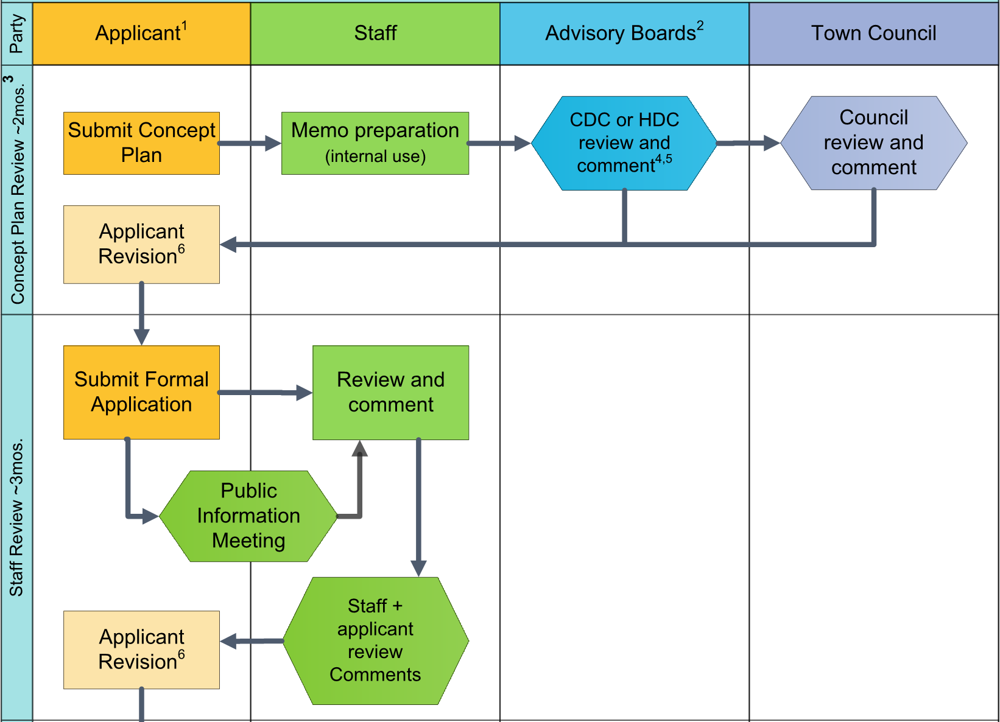 Party
Applicant1
Staff
Advisory Boards2
Town Council
Concept Plan Review ~2mos.3
Submit Concept
Plan
Memo preparation
(internal use)
CDC or HDC
review and
comment4,5
Council
review and
comment
Applicant
Revision6
Staff Review ~3mos.
Submit Formal
Application
Review and
comment
Public
Information
Meeting
Staff +
applicant
review
Comments
Applicant
Revision6